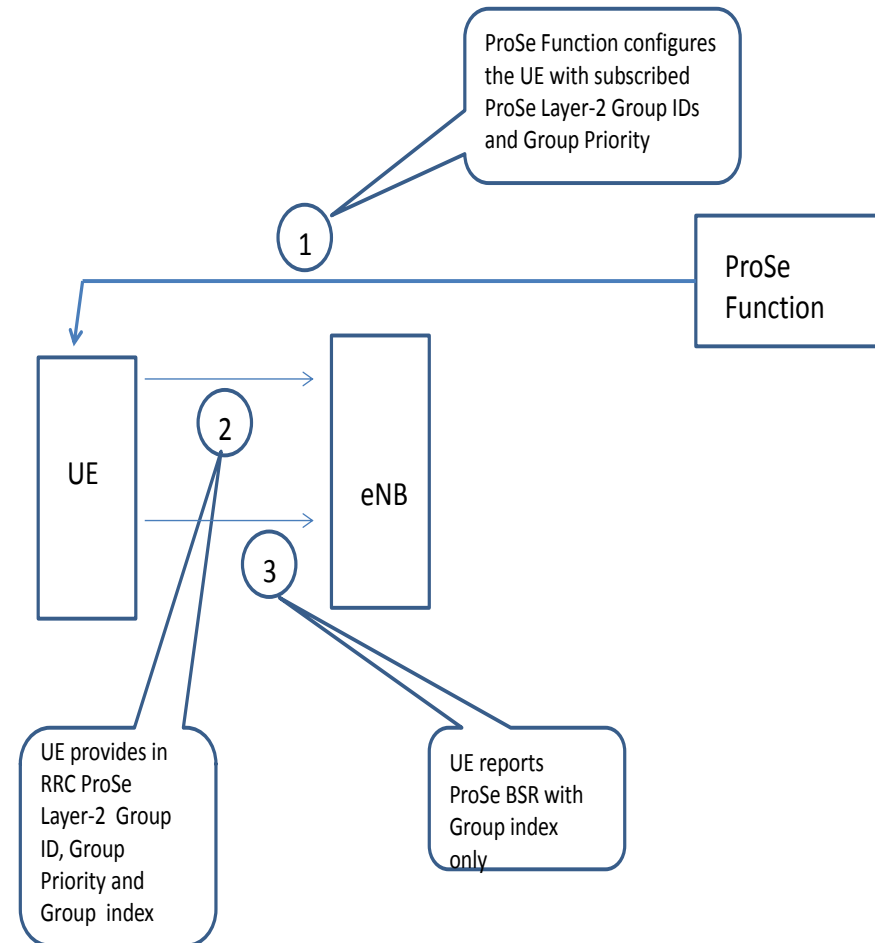 ProSe Function configures
the UE with subscribed
ProSe Layer-2 Group IDs
and Group Priority
1
ProSe
Function
2
UE
eNB
3
UE provides in
RRC ProSe
Layer-2 Group
ID, Group
Priority and
Group index
UE reports
ProSe BSR with
Group index
only